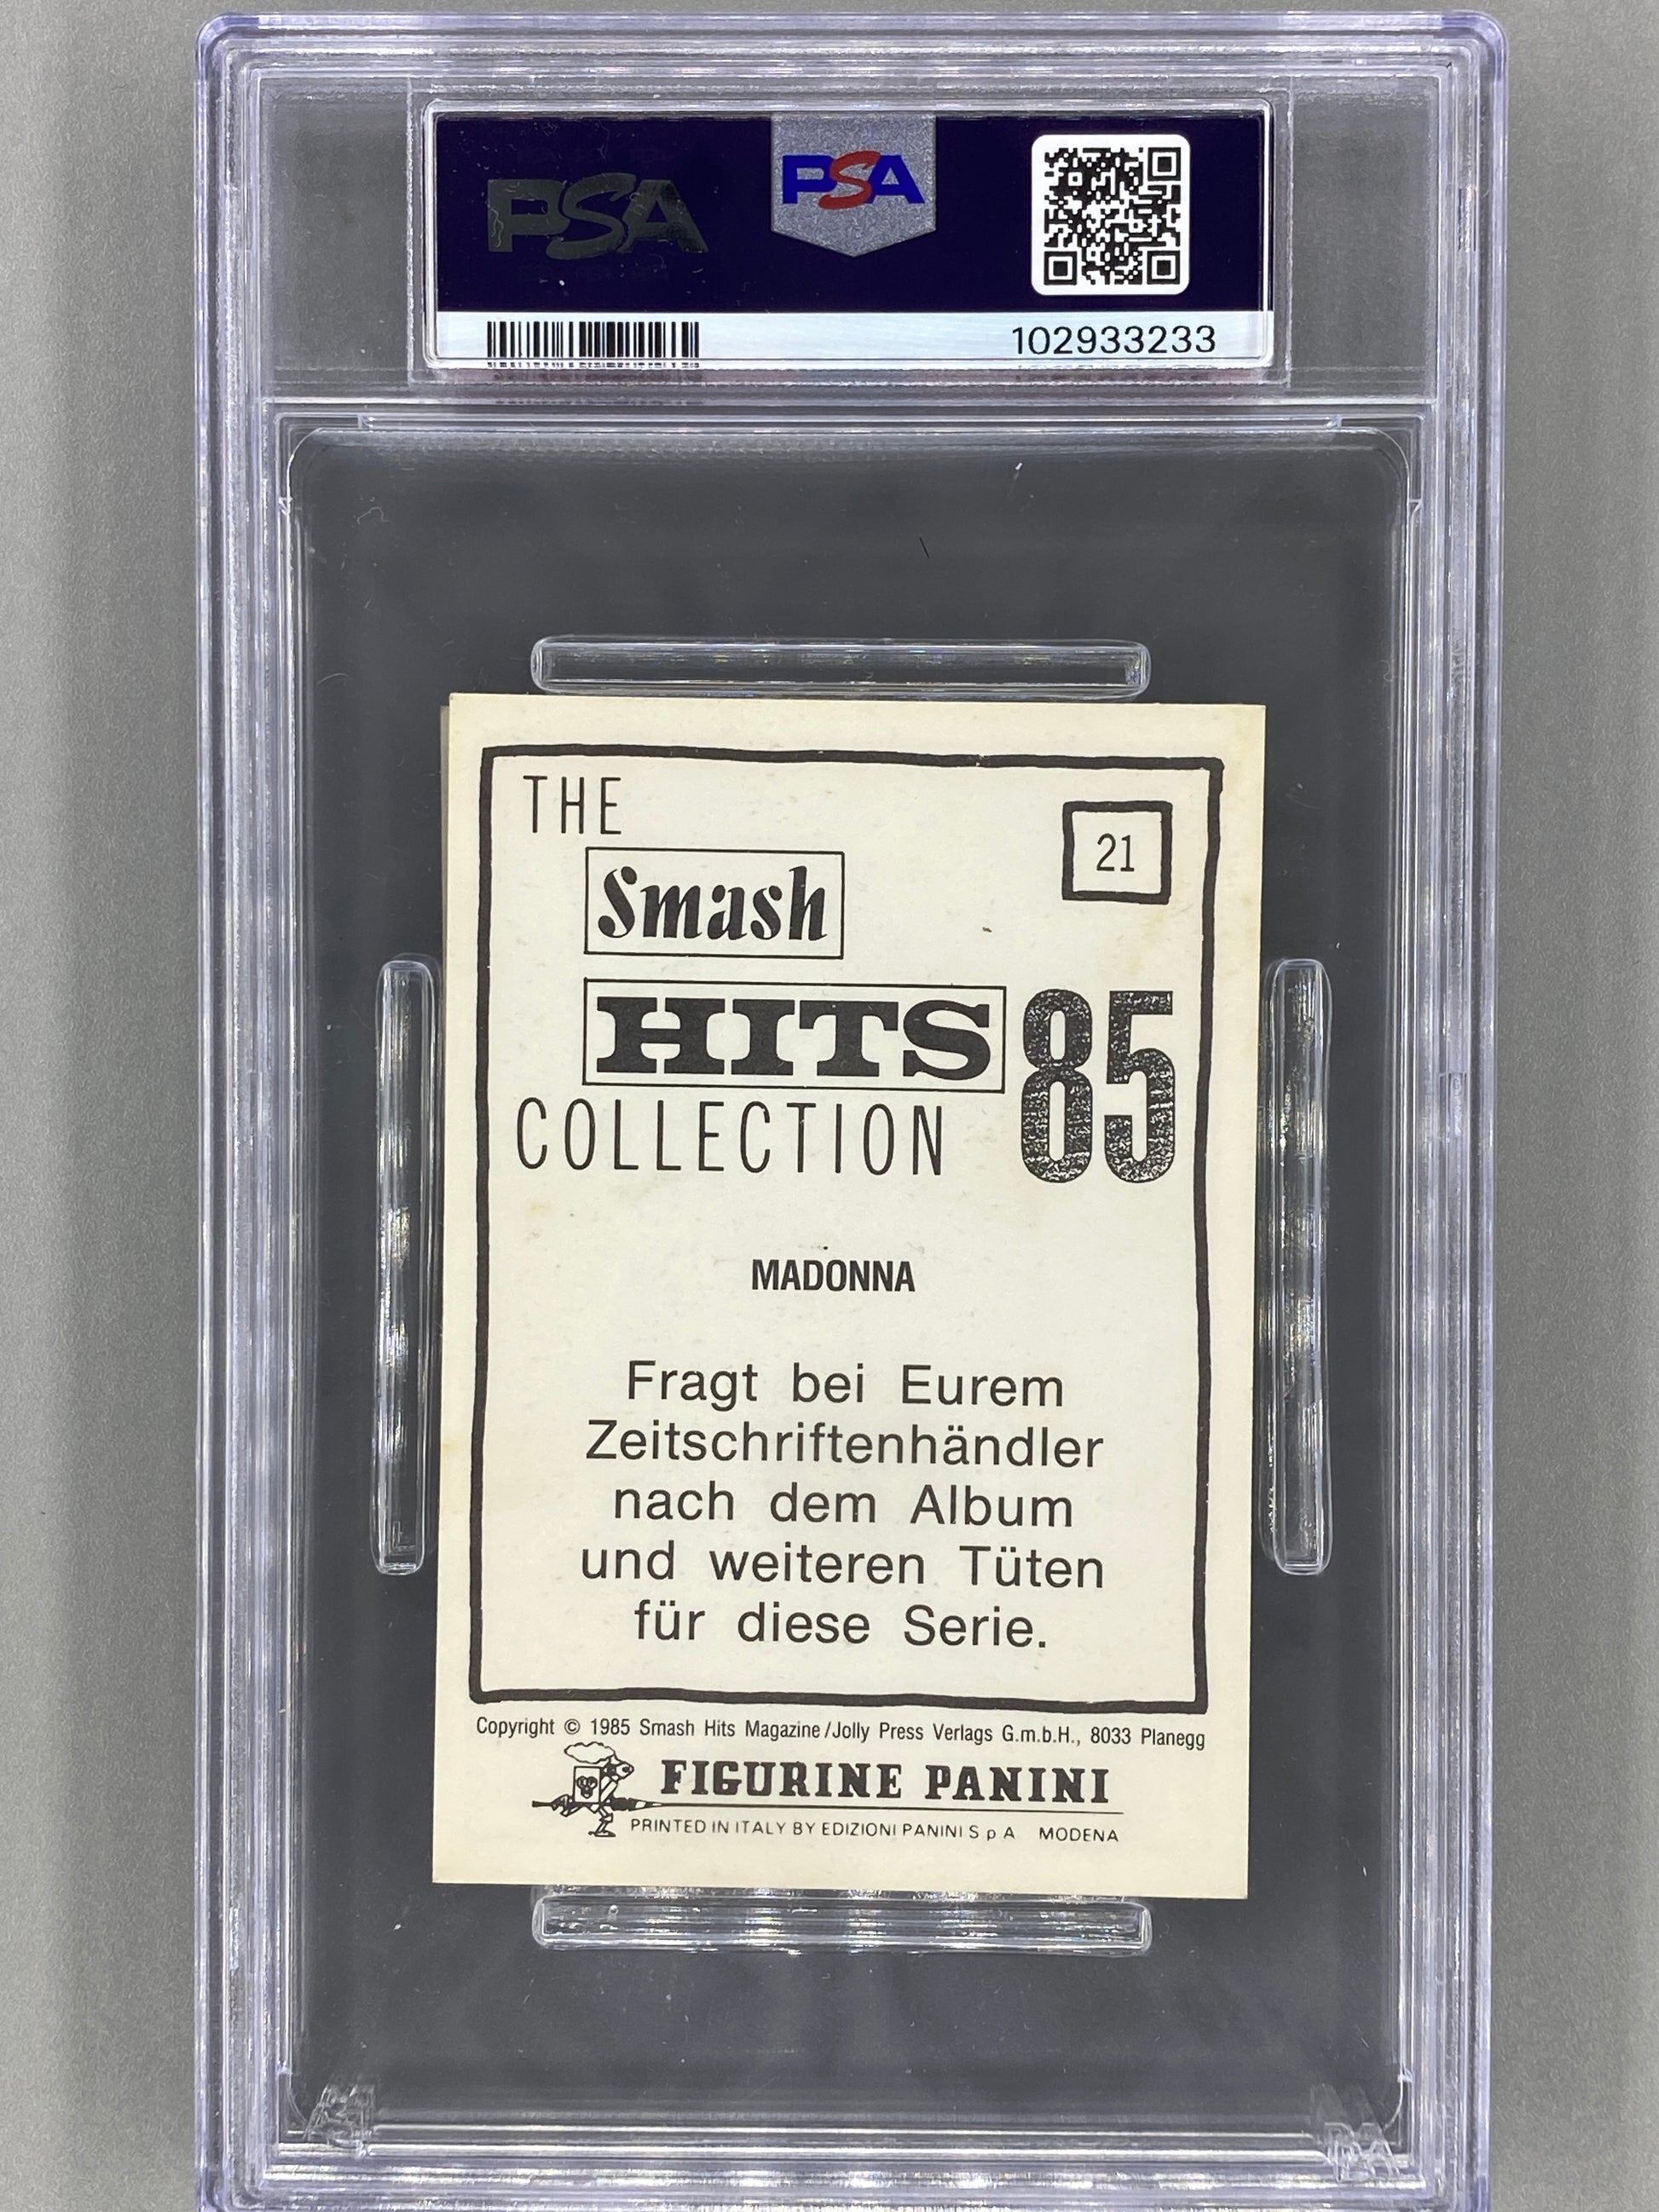 PSA
PSA
102933233
THE
21
Smash
HITS
85
COLLECTION
MADONNA
Fragt bei Eurem
Zeitschriftenhändler
nach dem Album
und weiteren Tüten
für diese Serie.
Copyright © 1985 Smash Hits Magazine/Jolly Press Verlags G.m.b.H., 8033 Planegg
FIGURINE PANINI
PRINTED IN ITALY BY EDIZIONI PANINI S p A MODENA
PSA